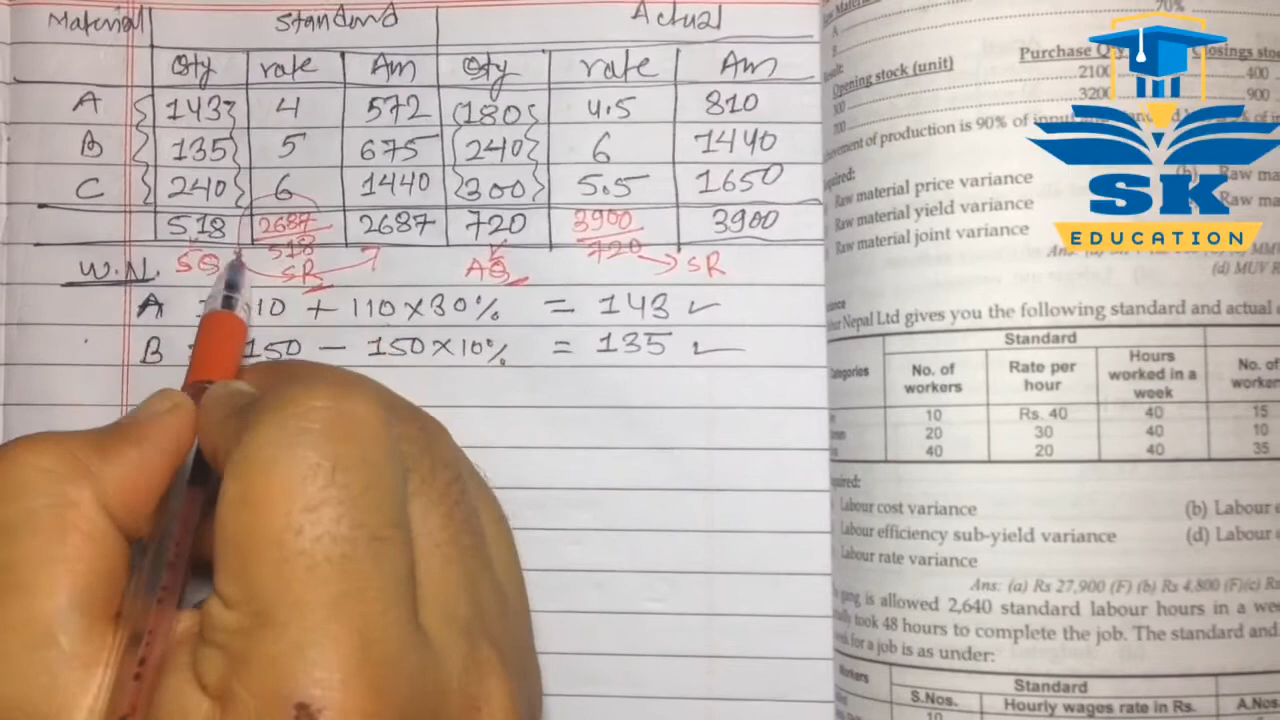 Material Standard Actual
Qty rate Am Qty rate Am
A 143 4 572 180 4.5 810
B 135 5 675 240 6 1440
C 240 6 1440 300 5.5 1650
518 2687 2687 720 3900 3900
518 720
SQ SR AQ SR
W.N.
A 110 + 110 × 30% = 143
B = 150 - 150 × 10% = 135
70%
A
B
Result:
Opening stock (unit) Purchase Closings
2100 400
300 3200 900
700
of production is 90% of
Raw material price variance
Raw material yield variance
Raw material joint variance
(d) MUV
SK
EDUCATION
Nepal Ltd gives you the following standard and actual
Standard
No. of workers Rate per hour Hours worked in a week No. of
10 Rs. 40 40 15
20 30 40 10
40 20 40 35
Labour cost variance (b) Labour
Labour efficiency sub-yield variance (d) Labour
Labour rate variance
Ans: (a) Rs 27,900 (F) (b) Rs 4,800 (F)(c)
gang is allowed 2,640 standard labour hours in a
took 48 hours to complete the job. The standard and
for a job is as under:
Workers Standard
S.Nos. Hourly wages rate in Rs. A.Nos
10